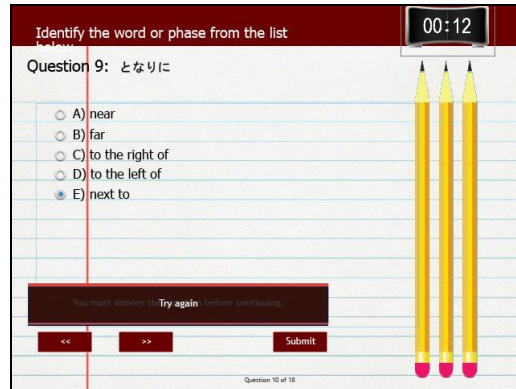 Identify the word or phase from the list
below
00:12
Question 9: となりに
A) near
B) far
C) to the right of
D) to the left of
E) next to
You must answer the Try again before continuing.
<< >> Submit
Question 10 of 18